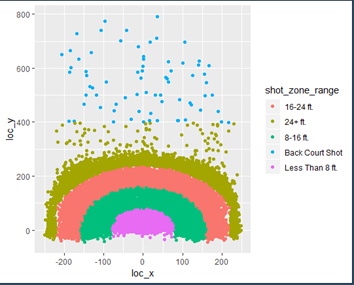 800
600
400
200
0
loc_y
-200
-100
0
100
200
loc_x
shot_zone_range
16-24 ft.
24+ ft.
8-16 ft.
Back Court Shot
Less Than 8 ft.